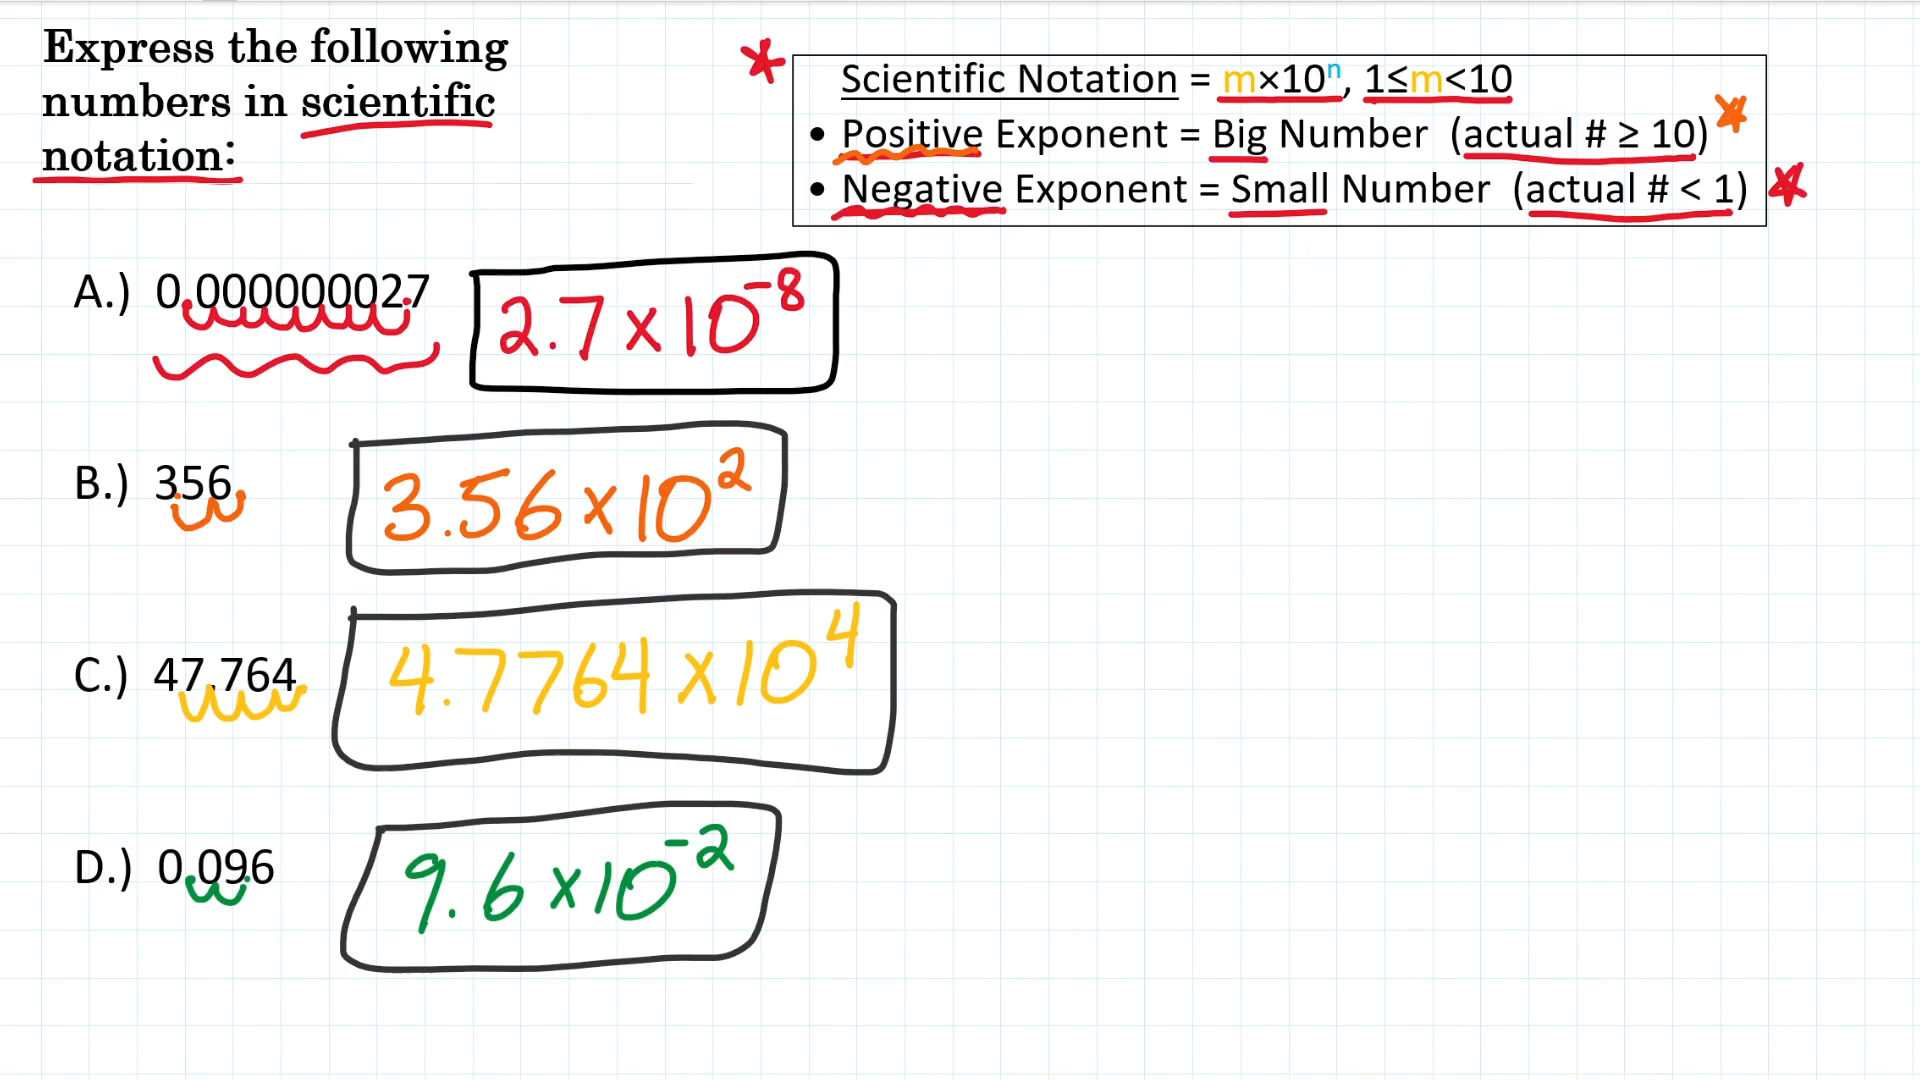 Express the following
numbers in scientific
notation:
Scientific Notation = m×10ⁿ, 1≤m<10
• Positive Exponent = Big Number (actual # ≥ 10)
• Negative Exponent = Small Number (actual # < 1)
A.) 0.000000027 2.7 x 10⁻⁸
B.) 356 3.56 x 10²
C.) 47,764 4.7764 x 10⁴
D.) 0.096 9.6 x 10⁻²